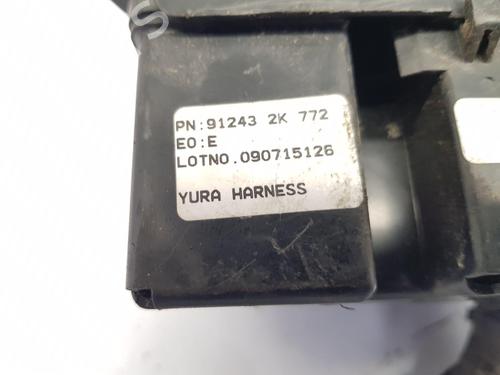 PN:91243 2K 772
EO:E
LOTNO.090715126
YURA HARNESS